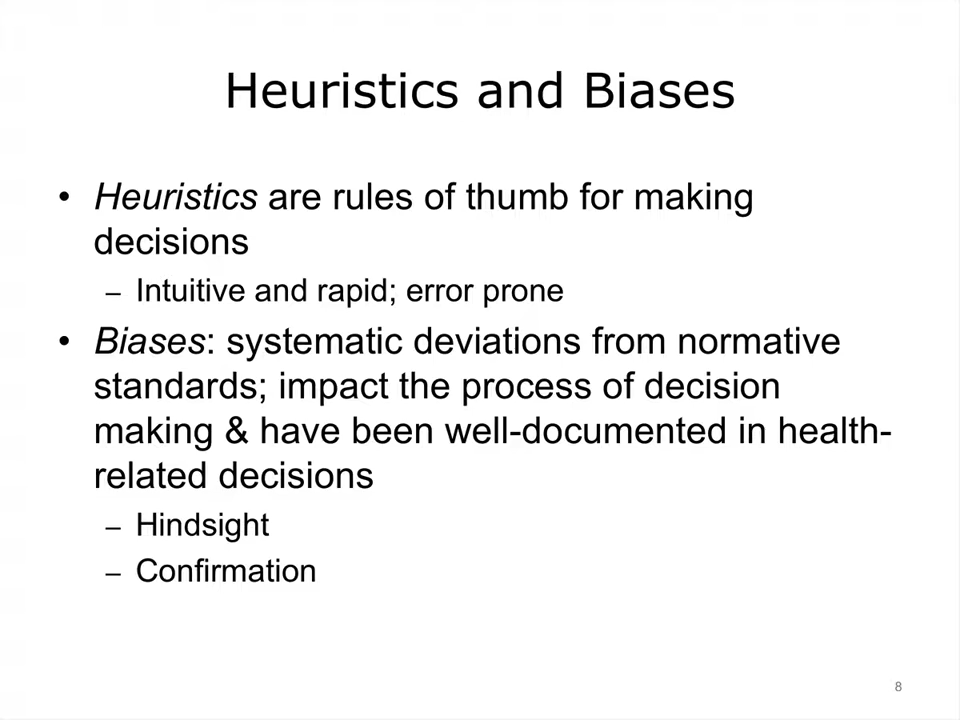 Heuristics and Biases
• Heuristics are rules of thumb for making
decisions
– Intuitive and rapid; error prone
• Biases: systematic deviations from normative
standards; impact the process of decision
making & have been well-documented in health-
related decisions
– Hindsight
– Confirmation
8